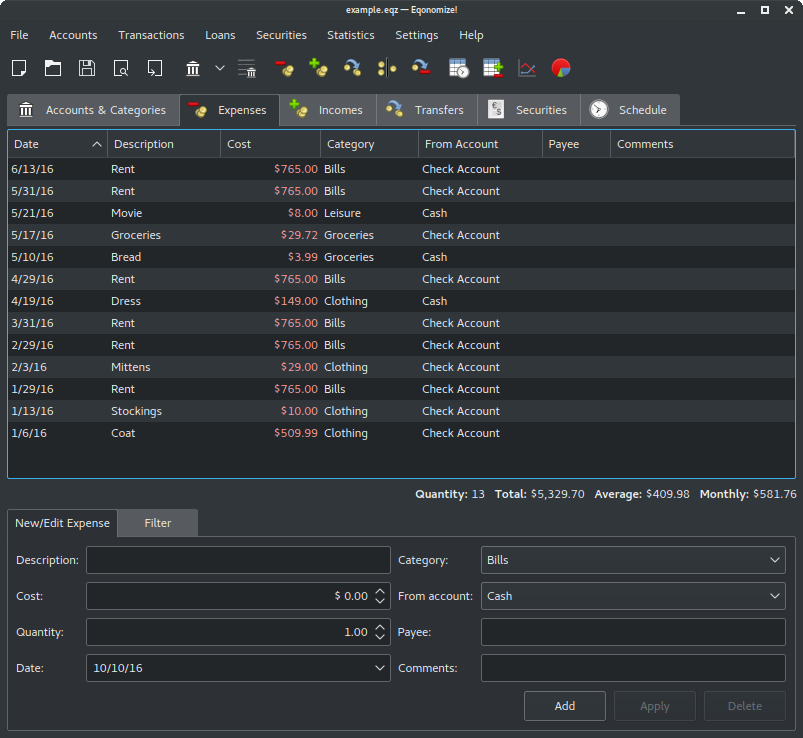 example.eqz — Eqonomize!
File Accounts Transactions Loans Securities Statistics Settings Help
Accounts & Categories Expenses Incomes Transfers Securities Schedule
Date Description Cost Category From Account Payee Comments
6/13/16 Rent $765.00 Bills Check Account
5/31/16 Rent $765.00 Bills Check Account
5/21/16 Movie $8.00 Leisure Cash
5/17/16 Groceries $29.72 Groceries Check Account
5/10/16 Bread $3.99 Groceries Cash
4/29/16 Rent $765.00 Bills Check Account
4/19/16 Dress $149.00 Clothing Cash
3/31/16 Rent $765.00 Bills Check Account
2/29/16 Rent $765.00 Bills Check Account
2/3/16 Mittens $29.00 Clothing Check Account
1/29/16 Rent $765.00 Bills Check Account
1/13/16 Stockings $10.00 Clothing Check Account
1/6/16 Coat $509.99 Clothing Check Account
Quantity: 13 Total: $5,329.70 Average: $409.98 Monthly: $581.76
New/Edit Expense Filter
Description: Category: Bills
Cost: $ 0.00 From account: Cash
Quantity: 1.00 Payee:
Date: 10/10/16 Comments:
Add Apply Delete